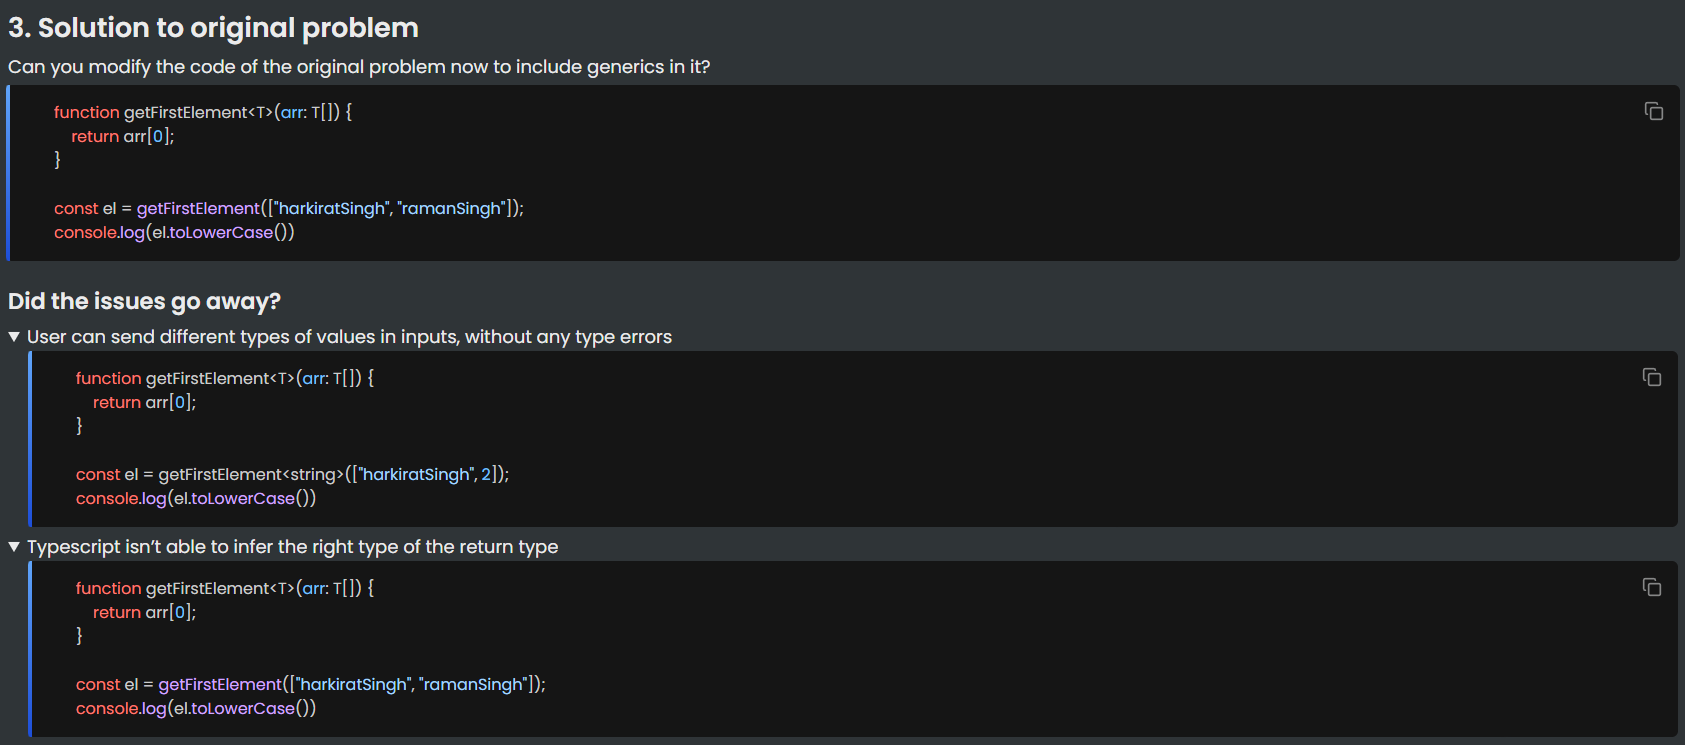 3. Solution to original problem
Can you modify the code of the original problem now to include generics in it?
function getFirstElement<T>(arr: T[]) {
return arr[0];
}
const el = getFirstElement(["harkiratSingh", "ramanSingh"]);
console.log(el.toLowerCase())
Did the issues go away?
User can send different types of values in inputs, without any type errors
function getFirstElement<T>(arr: T[]) {
return arr[0];
}
const el = getFirstElement<string>(["harkiratSingh", 2]);
console.log(el.toLowerCase())
Typescript isn’t able to infer the right type of the return type
function getFirstElement<T>(arr: T[]) {
return arr[0];
}
const el = getFirstElement(["harkiratSingh", "ramanSingh"]);
console.log(el.toLowerCase())